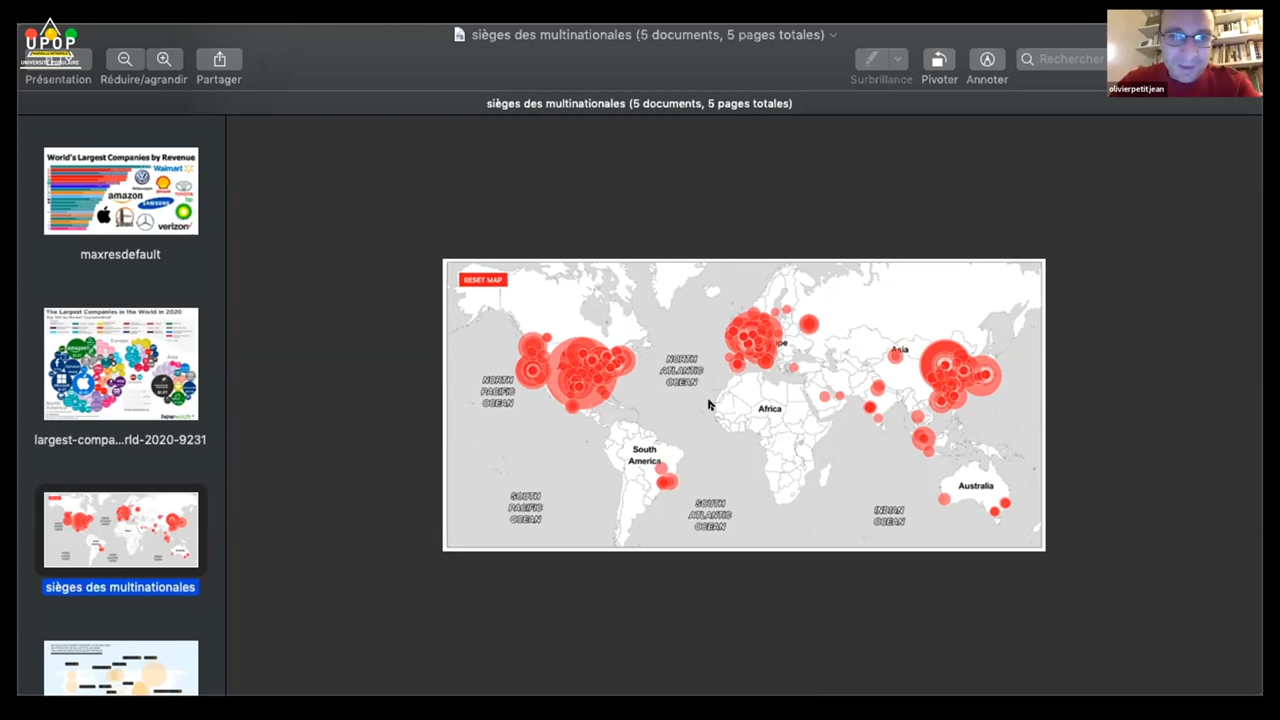 UPOP
UNIVERSITÉ POPULAIRE
sièges des multinationales (5 documents, 5 pages totales)
Présentation
Réduire/agrandir
Partager
Surbrillance
Pivoter
Annoter
Rechercher
olivierpetitjean
sièges des multinationales (5 documents, 5 pages totales)
World's Largest Companies by Revenue
Walmart
amazon
SAMSUNG
TOYOTA
bp
verizon
maxresdefault
The Largest Companies in the World in 2020
largest-compa...rld-2020-9231
sièges des multinationales
RESET MAP
NORTH
PACIFIC
OCEAN
NORTH
ATLANTIC
OCEAN
Asia
Africa
South
America
SOUTH
PACIFIC
OCEAN
SOUTH
ATLANTIC
OCEAN
INDIAN
OCEAN
Australia